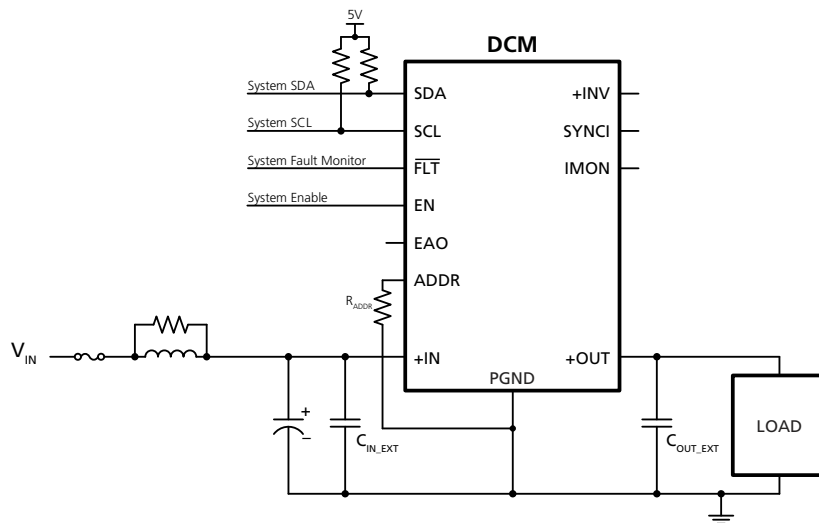 5V
DCM
System SDA
SDA
+INV
System SCL
SCL
SYNCI
System Fault Monitor
FLT
IMON
System Enable
EN
EAO
ADDR
RADDR
VIN
+IN
+OUT
PGND
+
–
CIN_EXT
COUT_EXT
LOAD